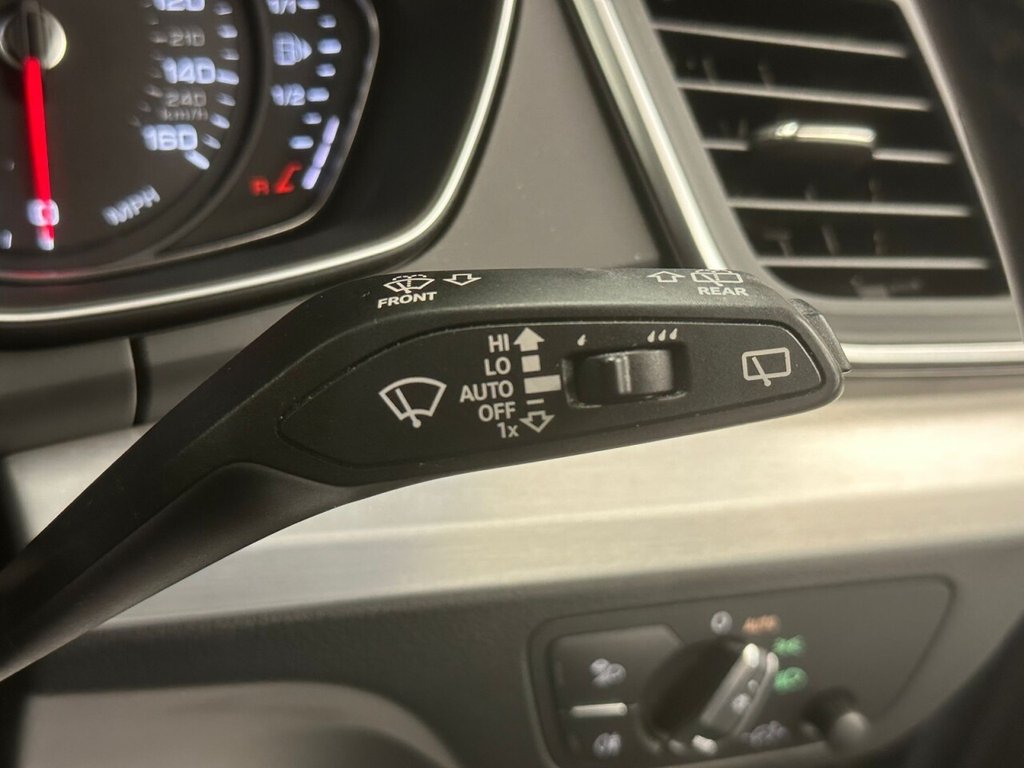 120
1/1
210
140
1/2
240
km/h
160
R
0
MPH
FRONT
REAR
HI
LO
AUTO
OFF
1x
AUTO